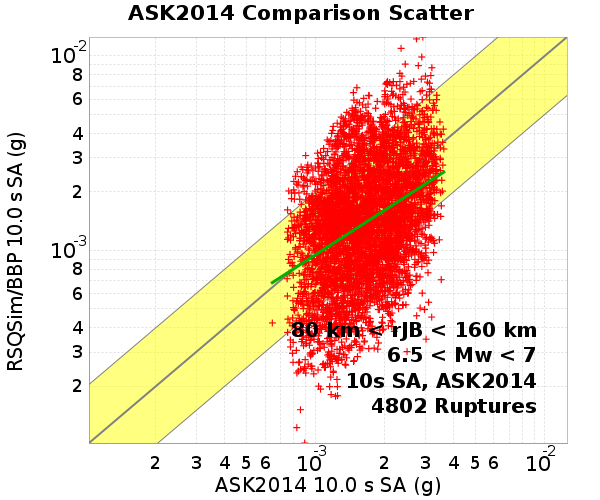 ASK2014 Comparison Scatter
RSQSim/BBP 10.0 s SA (g)
10⁻²
8
6
4
3
2
10⁻³
8
6
4
3
2
80 km < rJB < 160 km
6.5 < Mw < 7
10s SA, ASK2014
4802 Ruptures
2 3 4 5 6 10⁻³ 2 3 4 5 6 10⁻²
ASK2014 10.0 s SA (g)